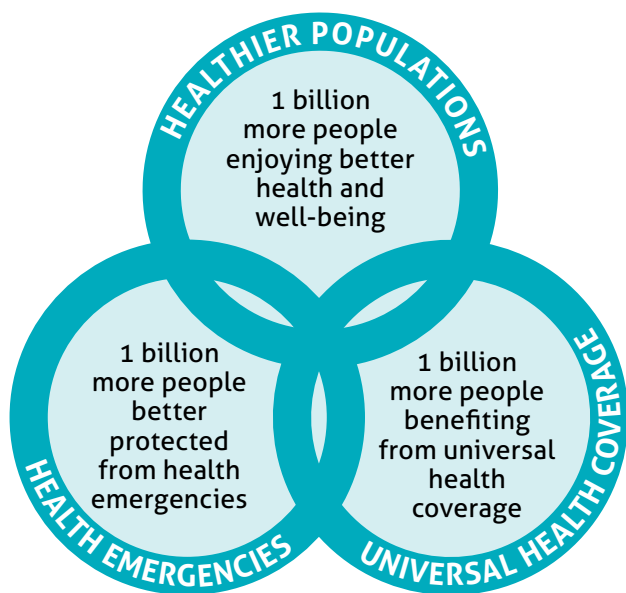 HEALTHIER POPULATIONS
1 billion
more people
enjoying better
health and
well-being
1 billion
more people
better
protected
from health
emergencies
HEALTH EMERGENCIES
1 billion
more people
benefiting
from universal
health
coverage
UNIVERSAL HEALTH COVERAGE